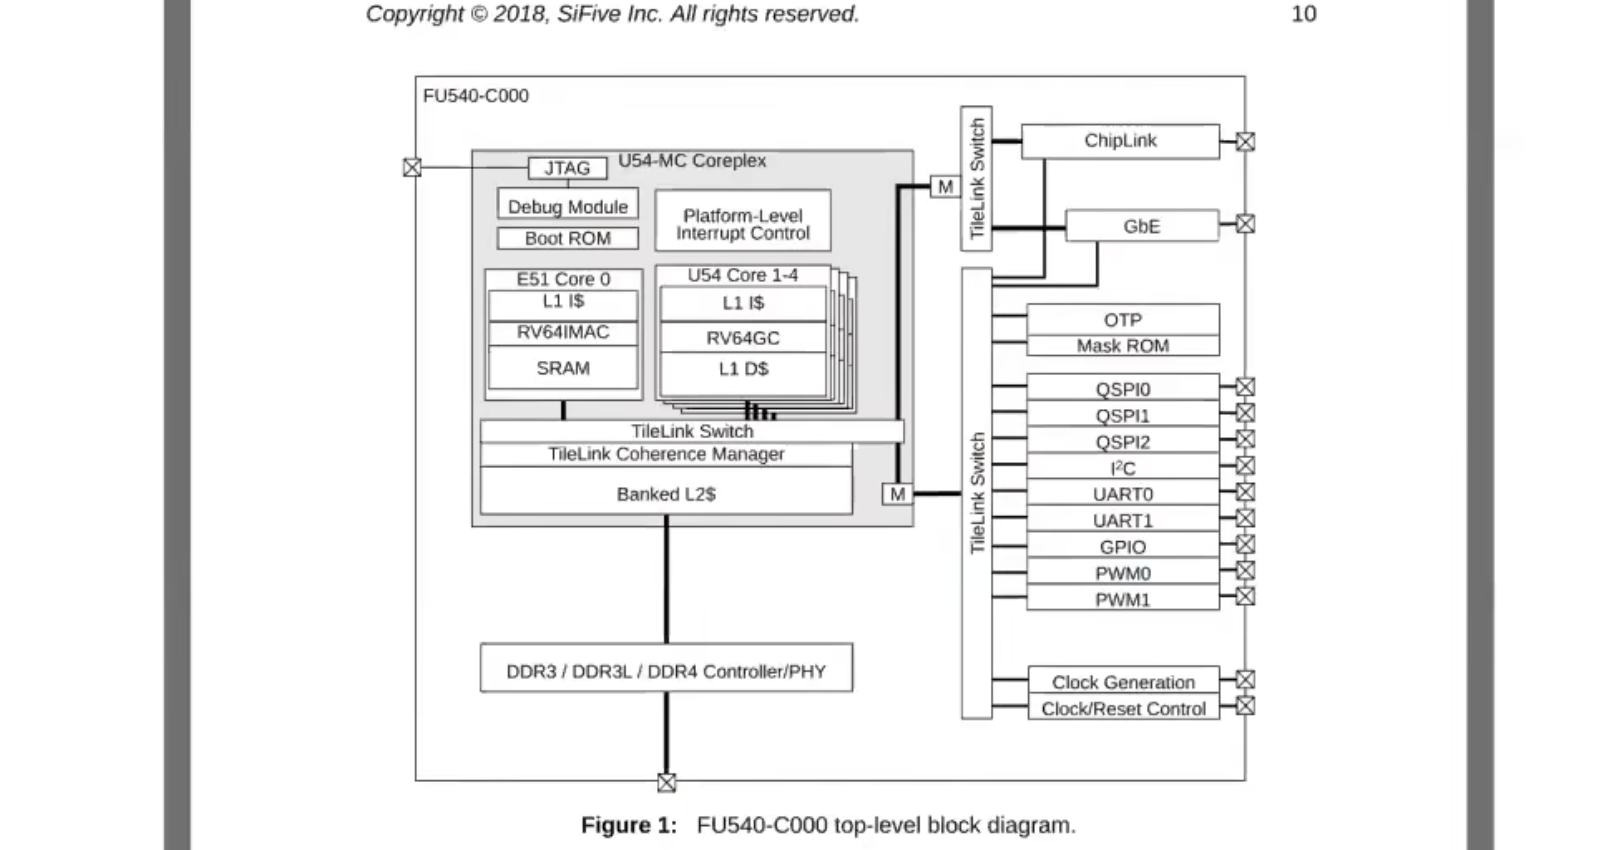 Copyright © 2018, SiFive Inc. All rights reserved.
10
FU540-C000
U54-MC Coreplex
JTAG
Debug Module
Boot ROM
Platform-Level
Interrupt Control
E51 Core 0
L1 I$
RV64IMAC
SRAM
U54 Core 1-4
L1 I$
RV64GC
L1 D$
TileLink Switch
TileLink Coherence Manager
Banked L2$
M
M
DDR3 / DDR3L / DDR4 Controller/PHY
TileLink Switch
ChipLink
GbE
TileLink Switch
OTP
Mask ROM
QSPI0
QSPI1
QSPI2
I²C
UART0
UART1
GPIO
PWM0
PWM1
Clock Generation
Clock/Reset Control
Figure 1: FU540-C000 top-level block diagram.